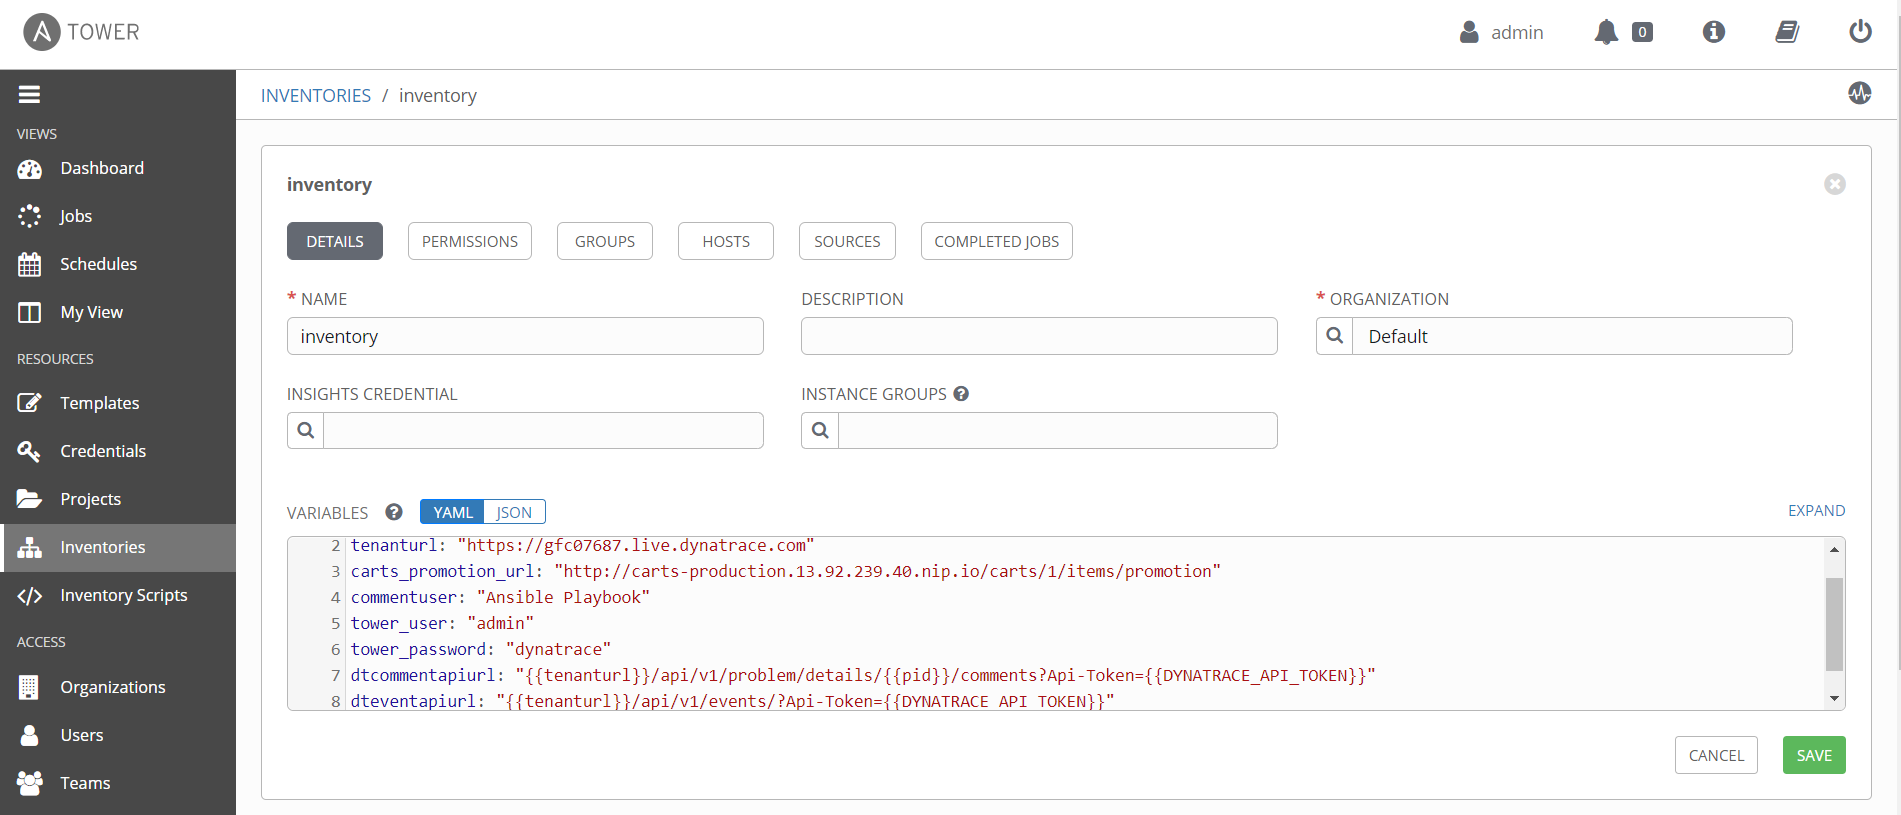 A TOWER
admin
0
VIEWS
Dashboard
Jobs
Schedules
My View
RESOURCES
Templates
Credentials
Projects
Inventories
Inventory Scripts
ACCESS
Organizations
Users
Teams
INVENTORIES / inventory
inventory
DETAILS PERMISSIONS GROUPS HOSTS SOURCES COMPLETED JOBS
* NAME
inventory
DESCRIPTION
* ORGANIZATION
Default
INSIGHTS CREDENTIAL
INSTANCE GROUPS ?
VARIABLES ? YAML JSON
EXPAND
2 tenanturl: "https://gfc07687.live.dynatrace.com"
3 carts_promotion_url: "http://carts-production.13.92.239.40.nip.io/carts/1/items/promotion"
4 commentuser: "Ansible Playbook"
5 tower_user: "admin"
6 tower_password: "dynatrace"
7 dtcommentapiurl: "{{tenanturl}}/api/v1/problem/details/{{pid}}/comments?Api-Token={{DYNATRACE_API_TOKEN}}"
8 dteventapiurl: "{{tenanturl}}/api/v1/events/?Api-Token={{DYNATRACE_API_TOKEN}}"
CANCEL SAVE